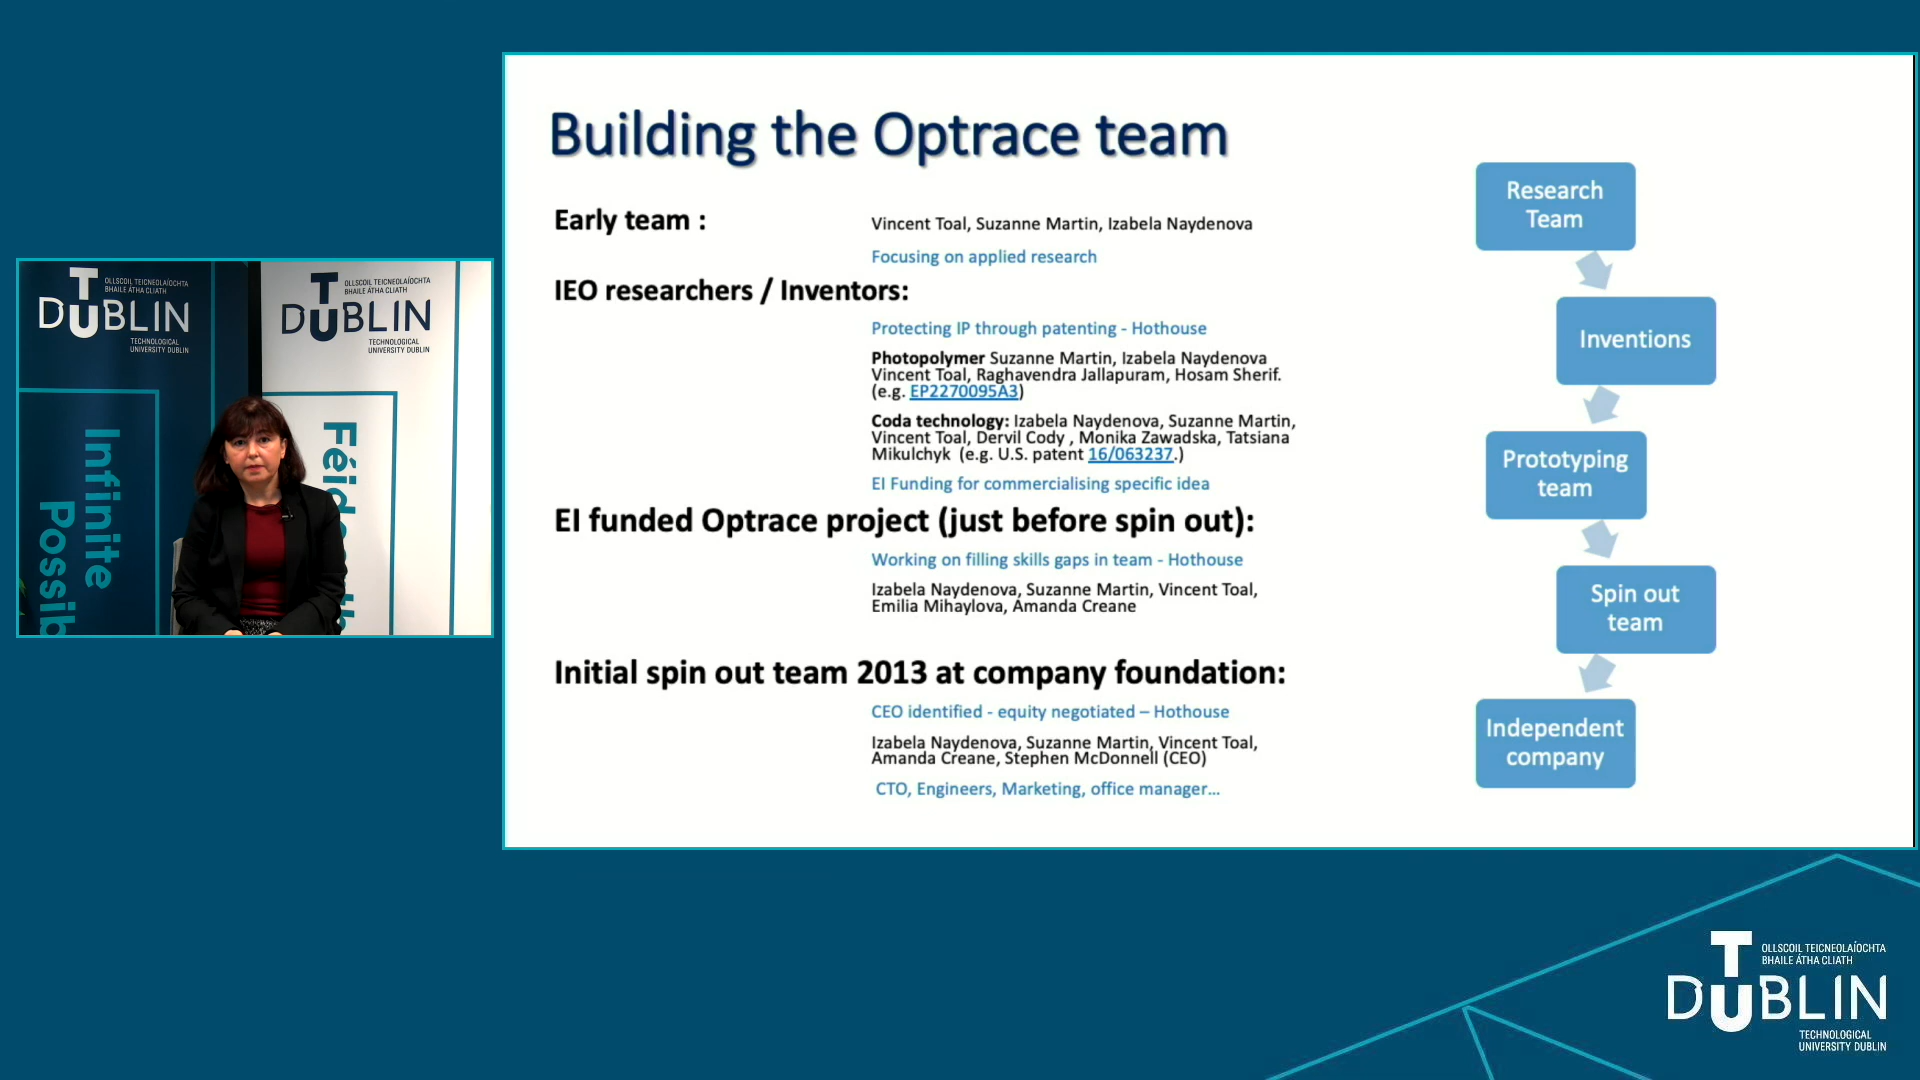 Building the Optrace team
Early team :
Vincent Toal, Suzanne Martin, Izabela Naydenova
Focusing on applied research
IEO researchers / Inventors:
Protecting IP through patenting - Hothouse
Photopolymer Suzanne Martin, Izabela Naydenova
Vincent Toal, Raghavendra Jallapuram, Hosam Sherif.
(e.g. EP2270095A3)
Coda technology: Izabela Naydenova, Suzanne Martin,
Vincent Toal, Dervil Cody , Monika Zawadska, Tatsiana
Mikulchyk (e.g. U.S. patent 16/063237.)
EI Funding for commercialising specific idea
EI funded Optrace project (just before spin out):
Working on filling skills gaps in team - Hothouse
Izabela Naydenova, Suzanne Martin, Vincent Toal,
Emilia Mihaylova, Amanda Creane
Initial spin out team 2013 at company foundation:
CEO identified - equity negotiated – Hothouse
Izabela Naydenova, Suzanne Martin, Vincent Toal,
Amanda Creane, Stephen McDonnell (CEO)
CTO, Engineers, Marketing, office manager...
Research
Team
Inventions
Prototyping
team
Spin out
team
Independent
company
OLLSCOIL TEICNEOLAÍOCHTA
BHAILE ÁTHA CLIATH
TU DUBLIN
TECHNOLOGICAL
UNIVERSITY DUBLIN
Infinite
Possib
OLLSCOIL TEICNEOLAÍOCHTA
BHAILE ÁTHA CLIATH
TU DUBLIN
TECHNOLOGICAL
UNIVERSITY DUBLIN
OLLSCOIL TEICNEOLAÍOCHTA
BHAILE ÁTHA CLIATH
TU DUBLIN
TECHNOLOGICAL
UNIVERSITY DUBLIN